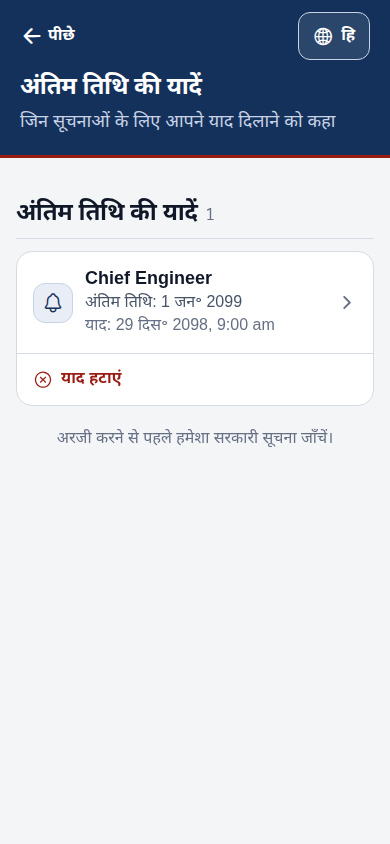 पीछे
हि
अंतिम तिथि की यादें
जिन सूचनाओं के लिए आपने याद दिलाने को कहा
अंतिम तिथि की यादें 1
Chief Engineer
अंतिम तिथि: 1 जन॰ 2099
याद: 29 दिस॰ 2098, 9:00 am
याद हटाएं
अरजी करने से पहले हमेशा सरकारी सूचना जाँचें।